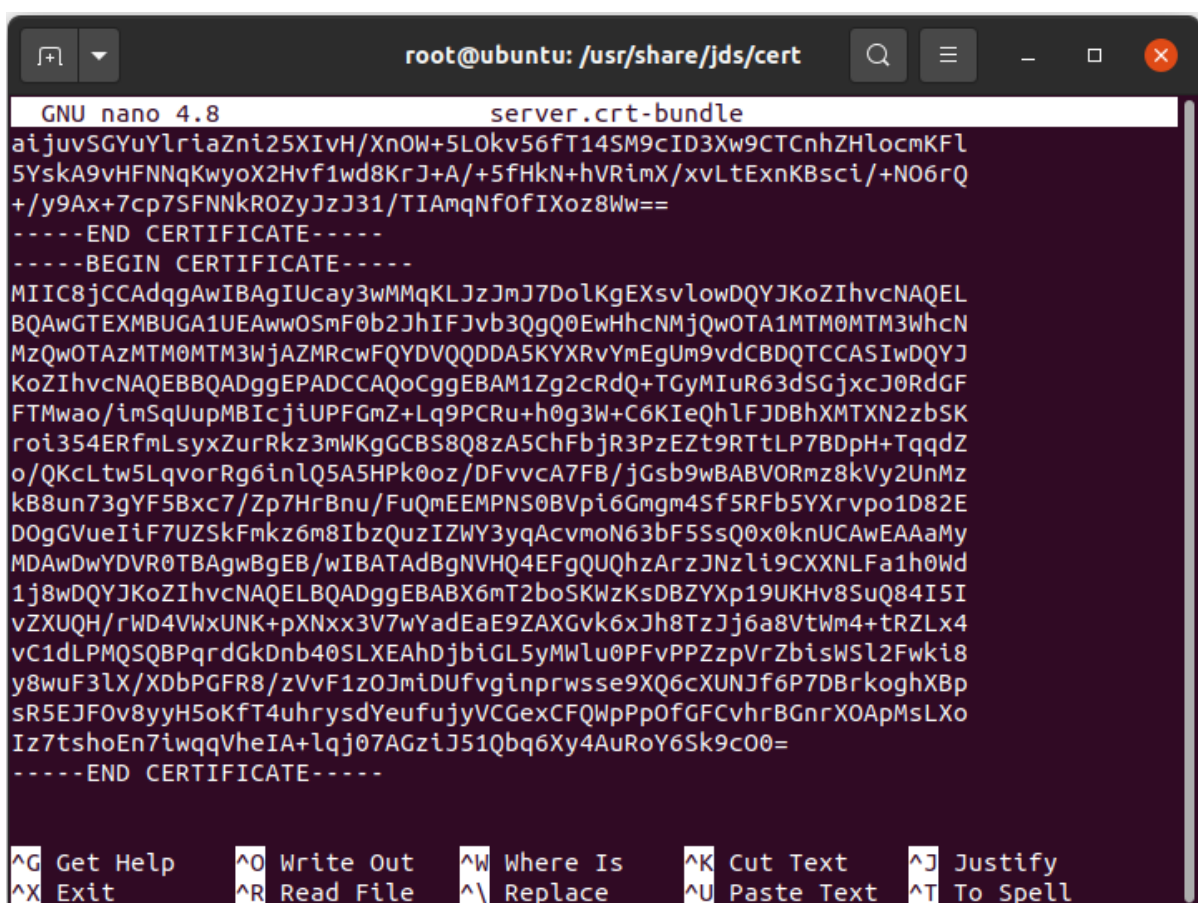 root@ubuntu: /usr/share/jds/cert
GNU nano 4.8 server.crt-bundle
aijuvSGYuYlriaZni25XIvH/XnOW+5LOkv56fT14SM9cID3Xw9CTCnhZHlocmKFl
5YskA9vHFNNqKwyoX2Hvf1wd8KrJ+A/+5fHkN+hVRimX/xvLtExnKBsci/+NO6rQ
+/y9Ax+7cp7SFNNkROZyJzJ31/TIAmqNfOfIXoz8Ww==
-----END CERTIFICATE-----
-----BEGIN CERTIFICATE-----
MIIC8jCCAdqgAwIBAgIUcay3wMMqKLJzJmJ7DolKgEXsvlowDQYJKoZIhvcNAQEL
BQAwGTEXMBUGA1UEAwwOSmF0b2JhIFJvb3QgQ0EwHhcNMjQwOTA1MTM0MTM3WhcN
MzQwOTAzMTM0MTM3WjAZMRcwFQYDVQQDDA5KYXRvYmEgUm9vdCBDQTCCASIwDQYJ
KoZIhvcNAQEBBQADggEPADCCAQoCggEBAM1Zg2cRdQ+TGyMIuR63dSGjxcJ0RdGF
FTMwao/imSqUupMBIcjiUPFGmZ+Lq9PCRu+h0g3W+C6KIeQhlFJDBhXMTXN2zbSK
roi354ERfmLsyxZurRkz3mWKgGCBS8Q8zA5ChFbjR3PzEZt9RTtLP7BDpH+TqqdZ
o/QKcLtw5LqvorRg6inlQ5A5HPk0oz/DFvvcA7FB/jGsb9wBABVORmz8kVy2UnMz
kB8un73gYF5Bxc7/Zp7HrBnu/FuQmEEMPNS0BVpi6Gmgm4Sf5RFb5YXrvpo1D82E
DOgGVueIiF7UZSkFmkz6m8IbzQuzIZWY3yqAcvmoN63bF5SsQ0x0knUCAwEAAaMy
MDAwDwYDVR0TBAgwBgEB/wIBATAdBgNVHQ4EFgQUQhzArzJNzli9CXXNLFa1h0Wd
1j8wDQYJKoZIhvcNAQELBQADggEBABX6mT2boSKWzKsDBZYXp19UKHv8SuQ84I5I
vZXUQH/rWD4VWxUNK+pXNxx3V7wYadEaE9ZAXGvk6xJh8TzJj6a8VtWm4+tRZLx4
vC1dLPMQSQBPqrdGkDnb40SLXEAhDjbiGL5yMWlu0PFvPPZzpVrZbisWSl2Fwki8
y8wuF3lX/XDbPGFR8/zVvF1zOJmiDUfvginprwsse9XQ6cXUNJf6P7DBrkoghXBp
sR5EJFOv8yyH5oKfT4uhrysdYeufujyVCGexCFQWpPpOfGFCvhrBGnrXOApMsLXo
Iz7tshoEn7iwqqVheIA+lqj07AGziJ51Qbq6Xy4AuRoY6Sk9cO0=
-----END CERTIFICATE-----
^G Get Help ^O Write Out ^W Where Is ^K Cut Text ^J Justify
^X Exit ^R Read File ^\ Replace ^U Paste Text ^T To Spell